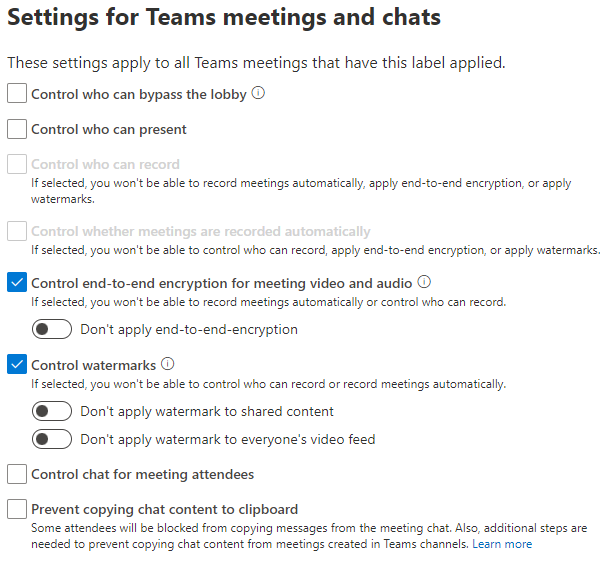 Settings for Teams meetings and chats
These settings apply to all Teams meetings that have this label applied.
Control who can bypass the lobby
Control who can present
Control who can record
If selected, you won't be able to record meetings automatically, apply end-to-end encryption, or apply
watermarks.
Control whether meetings are recorded automatically
If selected, you won't be able to control who can record, apply end-to-end encryption, or apply watermarks.
Control end-to-end encryption for meeting video and audio
If selected, you won't be able to record meetings automatically or control who can record.
Don't apply end-to-end-encryption
Control watermarks
If selected, you won't be able to control who can record or record meetings automatically.
Don't apply watermark to shared content
Don't apply watermark to everyone's video feed
Control chat for meeting attendees
Prevent copying chat content to clipboard
Some attendees will be blocked from copying messages from the meeting chat. Also, additional steps are
needed to prevent copying chat content from meetings created in Teams channels. Learn more